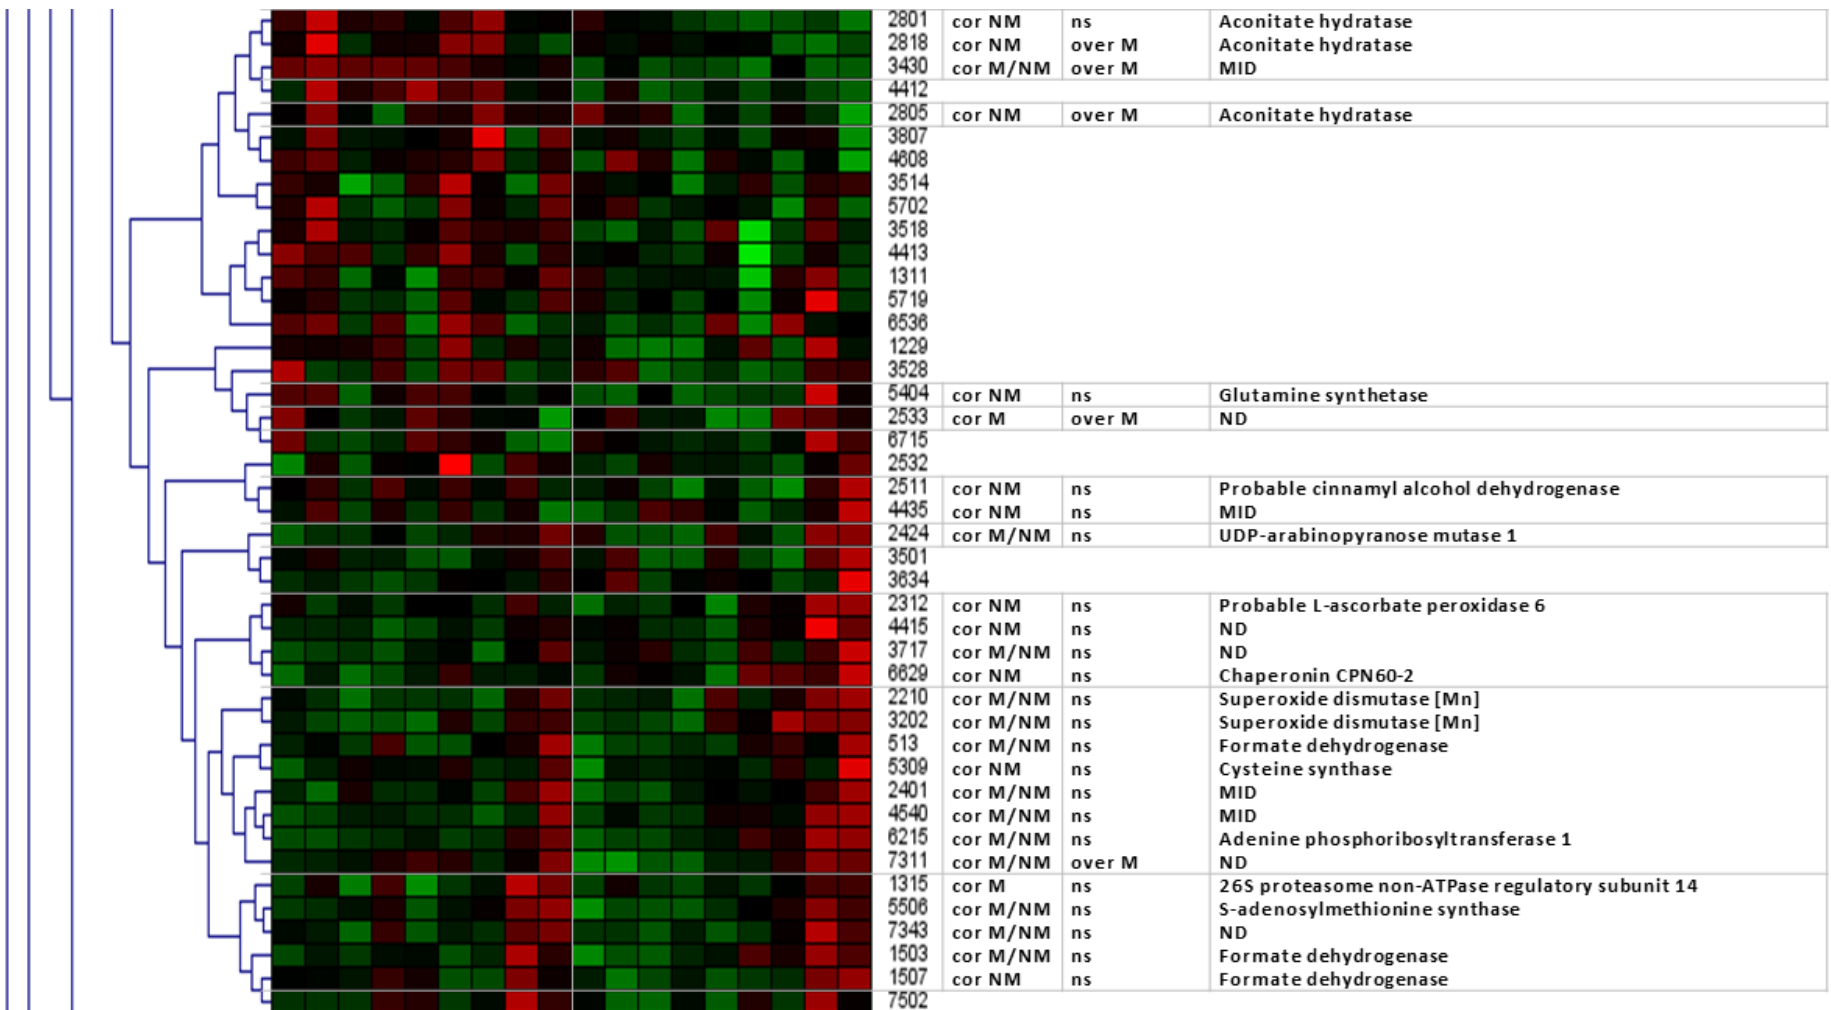 2801 cor NM ns Aconitate hydratase
2818 cor NM over M Aconitate hydratase
3430 cor M/NM over M MID
4412
2805 cor NM over M Aconitate hydratase
3807
4608
3514
5702
3518
4413
1311
5719
6536
1229
3528
5404 cor NM ns Glutamine synthetase
2533 cor M over M ND
6715
2532
2511 cor NM ns Probable cinnamyl alcohol dehydrogenase
4435 cor NM ns MID
2424 cor M/NM ns UDP-arabinopyranose mutase 1
3501
3634
2312 cor NM ns Probable L-ascorbate peroxidase 6
4415 cor NM ns ND
3717 cor M/NM ns ND
6629 cor NM ns Chaperonin CPN60-2
2210 cor M/NM ns Superoxide dismutase [Mn]
3202 cor M/NM ns Superoxide dismutase [Mn]
513 cor M/NM ns Formate dehydrogenase
5309 cor NM ns Cysteine synthase
2401 cor M/NM ns MID
4540 cor M/NM ns MID
6215 cor M/NM ns Adenine phosphoribosyltransferase 1
7311 cor M/NM over M ND
1315 cor M ns 26S proteasome non-ATPase regulatory subunit 14
5506 cor M/NM ns S-adenosylmethionine synthase
7343 cor M/NM ns ND
1503 cor M/NM ns Formate dehydrogenase
1507 cor NM ns Formate dehydrogenase
7502